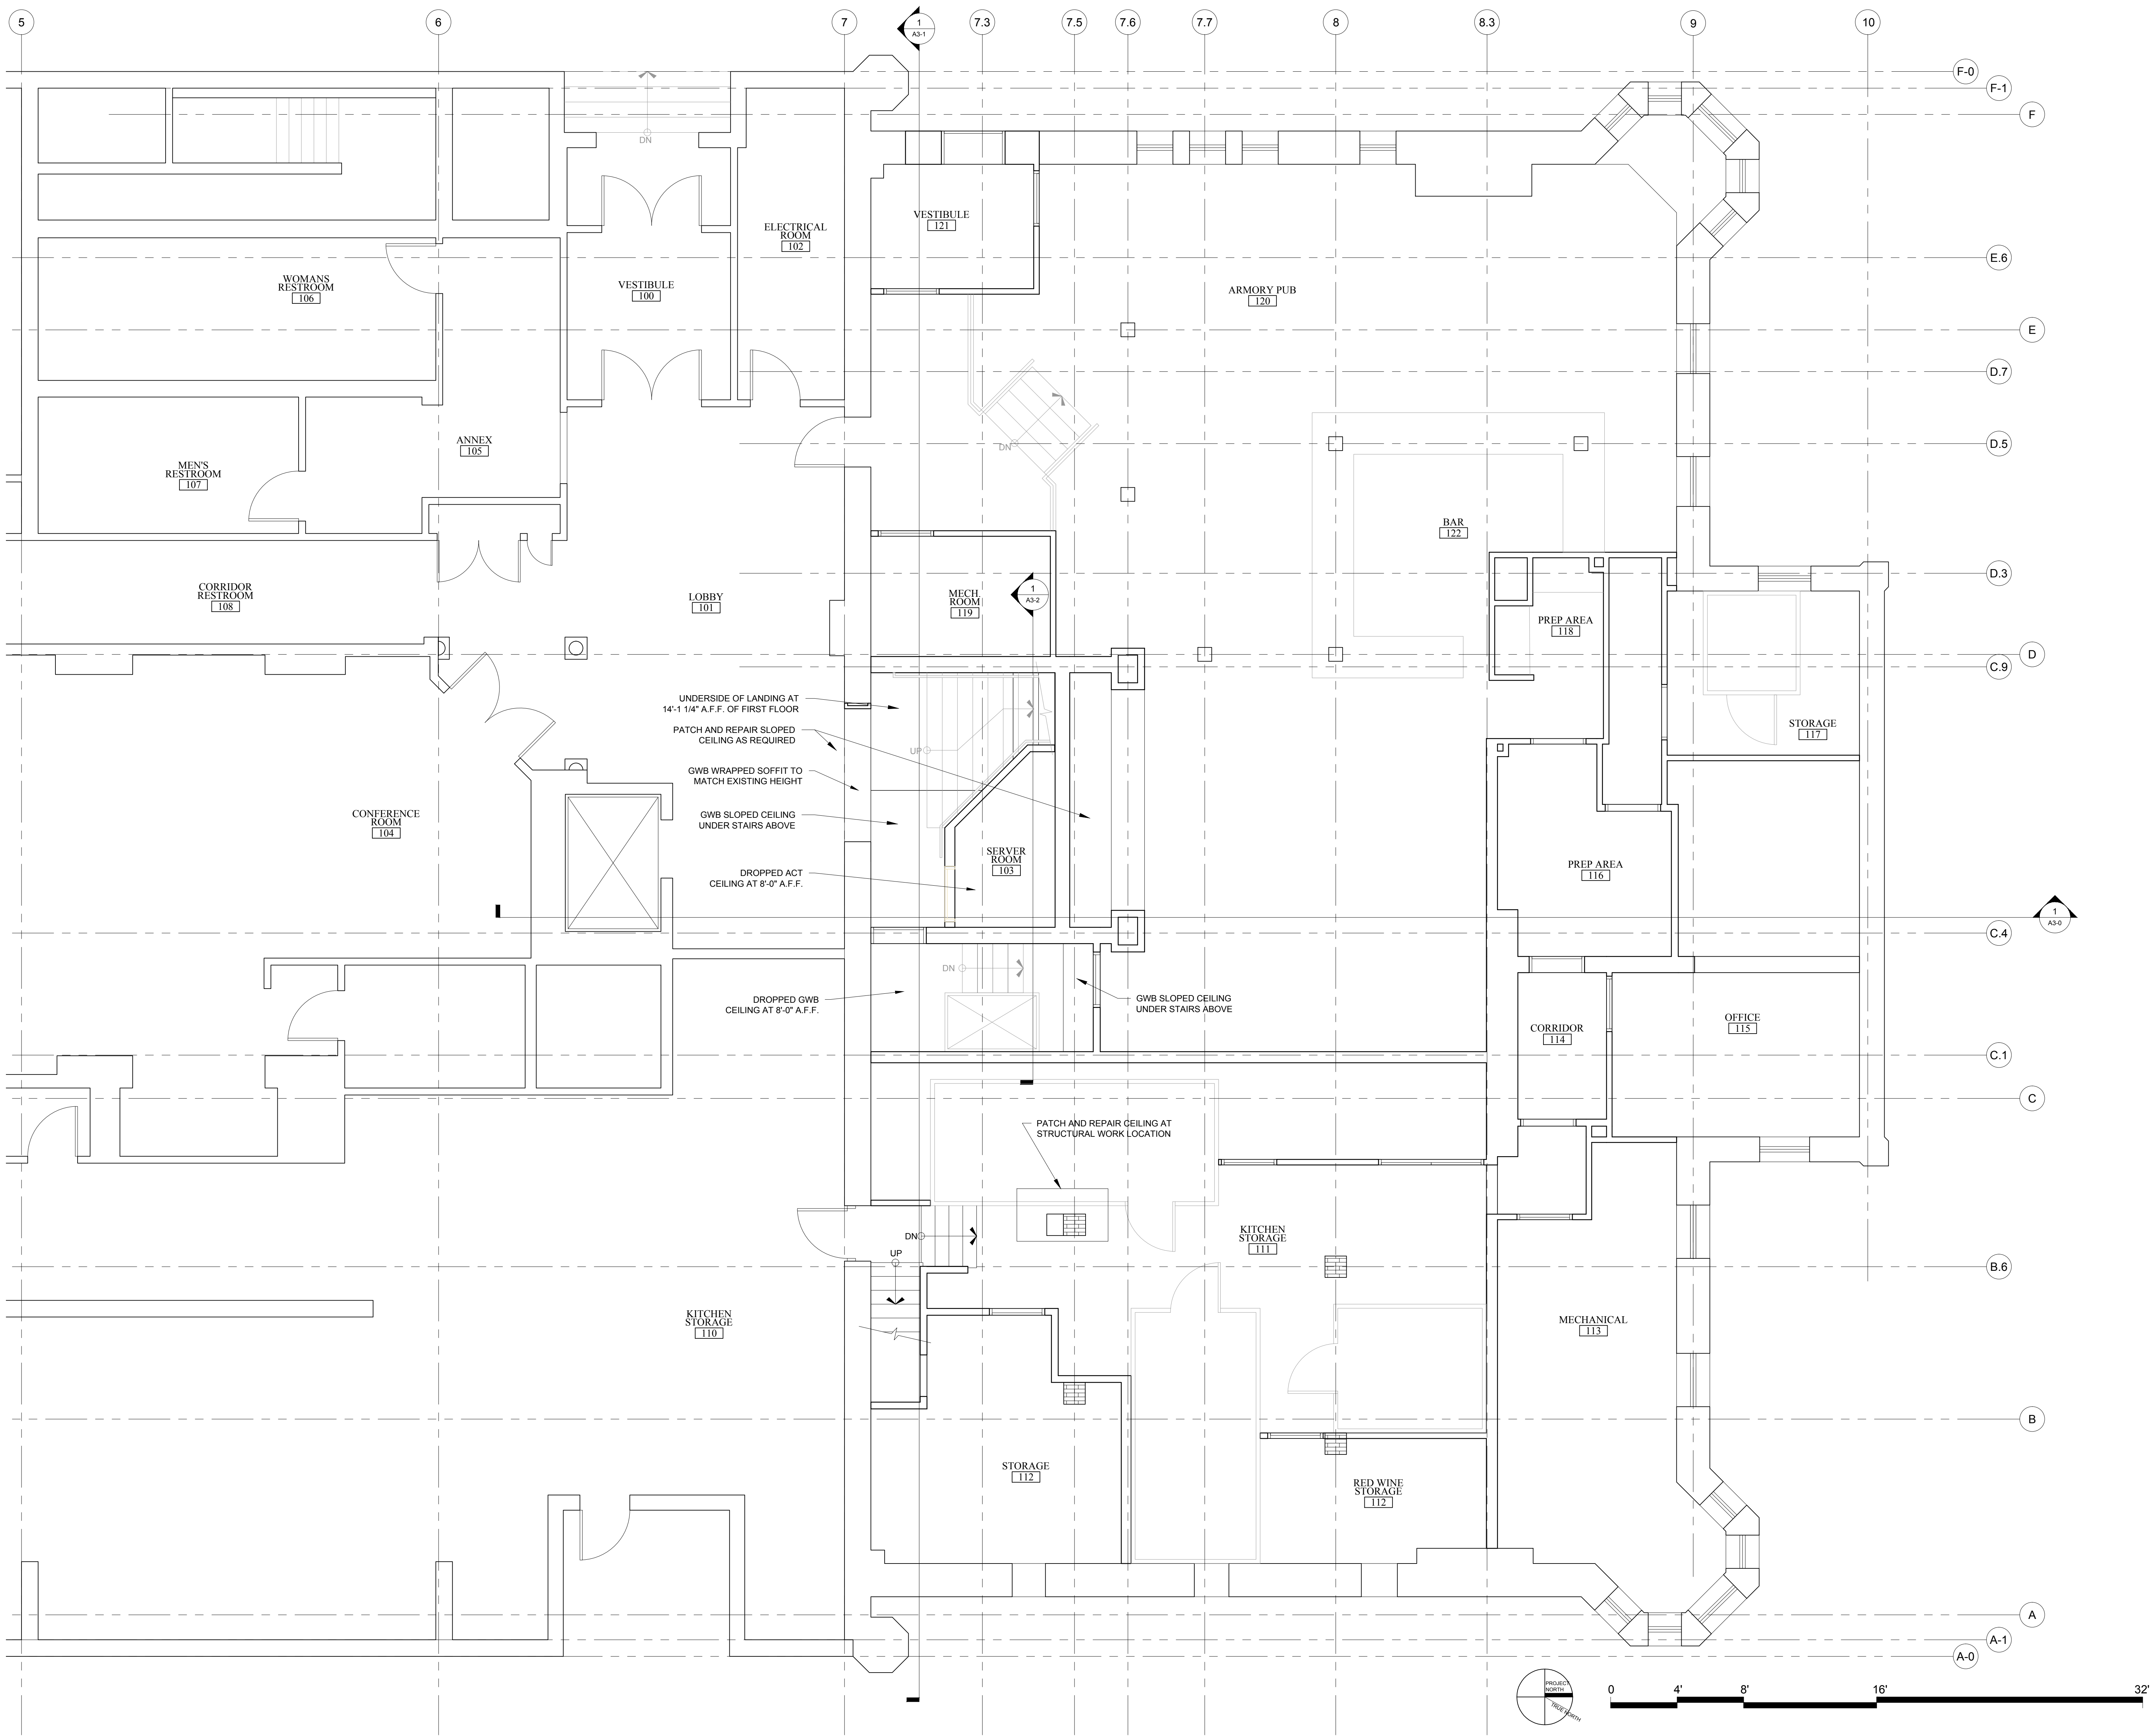 5
6
7
1
A3-1
7.3
7.5
7.6
7.7
8
8.3
9
10
F-0
F-1
F
DN
VESTIBULE
121
ELECTRICAL
ROOM
102
E.6
WOMANS
RESTROOM
106
VESTIBULE
100
ARMORY PUB
120
E
D.7
ANNEX
105
DN
D.5
MEN'S
RESTROOM
107
BAR
122
D.3
CORRIDOR
RESTROOM
108
LOBBY
101
MECH.
ROOM
119
1
A3-2
PREP AREA
118
D
C.9
UNDERSIDE OF LANDING AT
14'-1 1/4" A.F.F. OF FIRST FLOOR
PATCH AND REPAIR SLOPED
CEILING AS REQUIRED
UP
STORAGE
117
GWB WRAPPED SOFFIT TO
MATCH EXISTING HEIGHT
CONFERENCE
ROOM
104
GWB SLOPED CEILING
UNDER STAIRS ABOVE
SERVER
ROOM
103
PREP AREA
116
DROPPED ACT
CEILING AT 8'-0" A.F.F.
1
A3-0
C.4
DN
DROPPED GWB
CEILING AT 8'-0" A.F.F.
GWB SLOPED CEILING
UNDER STAIRS ABOVE
CORRIDOR
114
OFFICE
115
C.1
C
PATCH AND REPAIR CEILING AT
STRUCTURAL WORK LOCATION
DN
UP
KITCHEN
STORAGE
111
B.6
KITCHEN
STORAGE
110
MECHANICAL
113
B
STORAGE
112
RED WINE
STORAGE
112
A
A-1
A-0
PROJECT
NORTH
TRUE NORTH
0
4'
8'
16'
32'